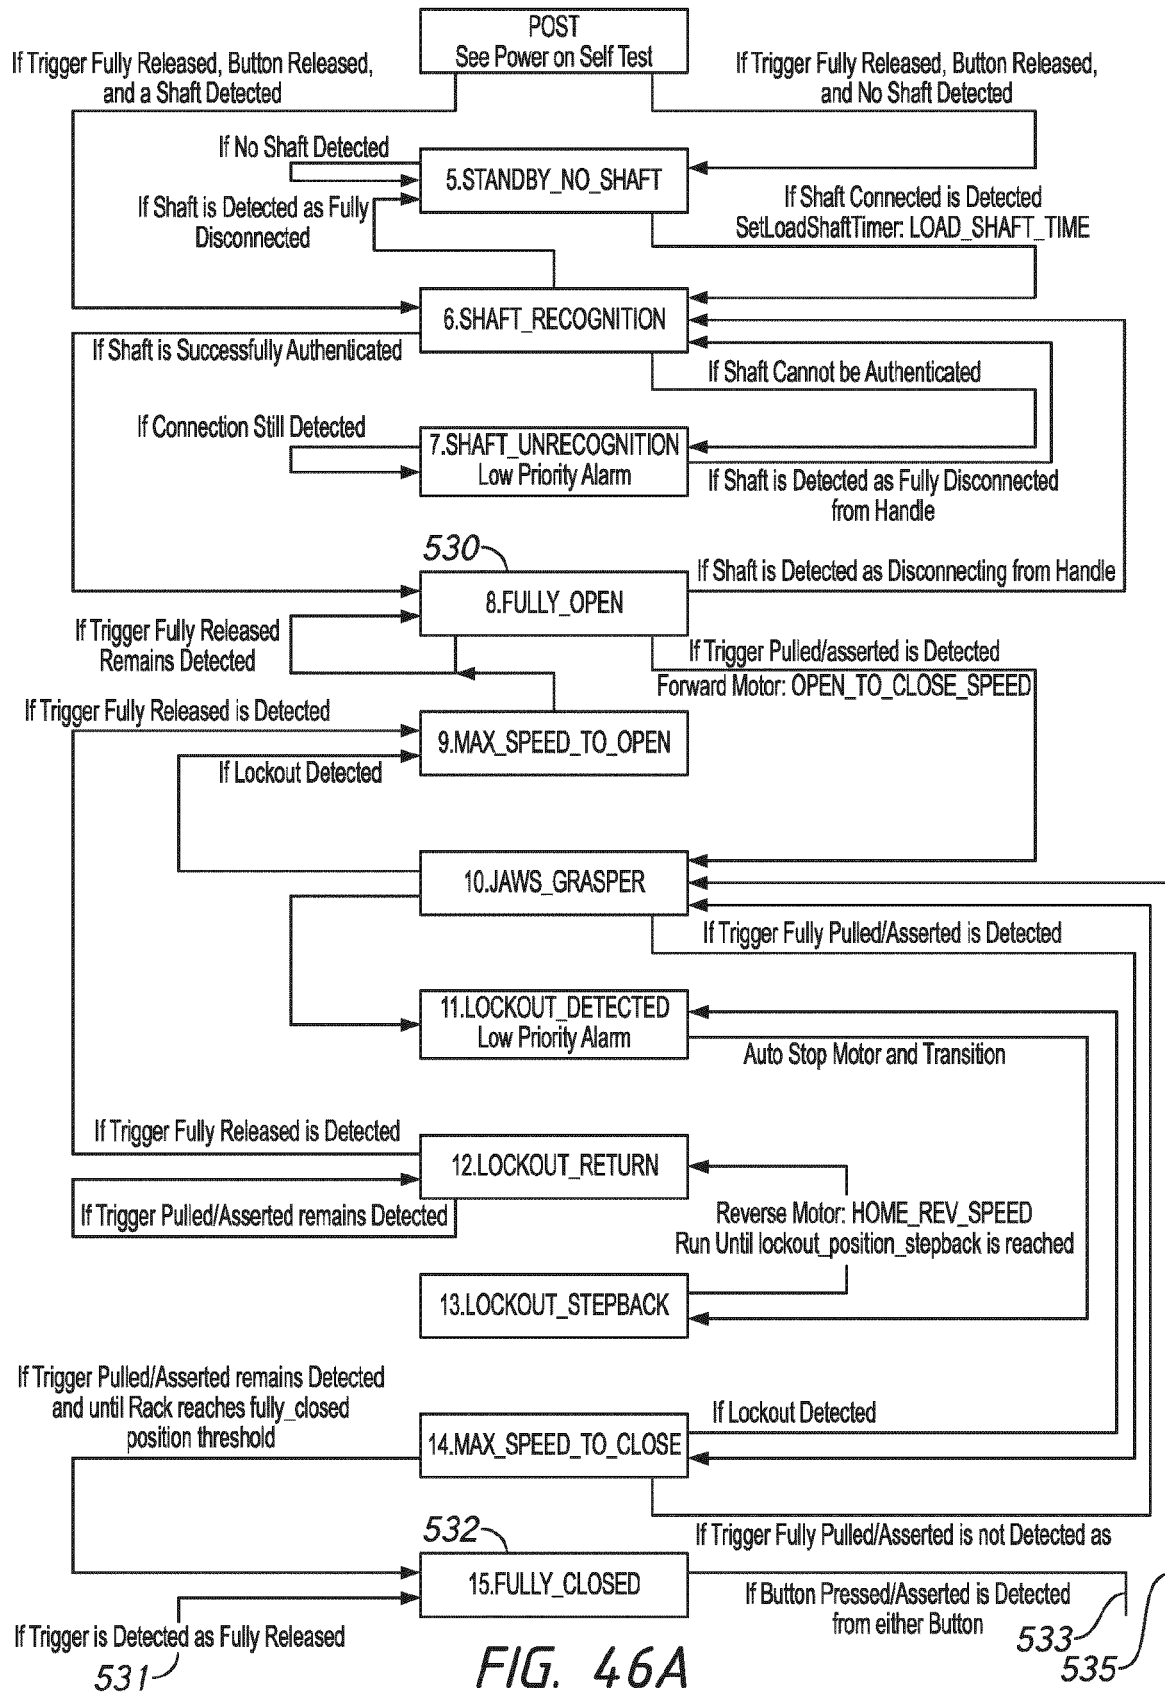 POST
See Power on Self Test
If Trigger Fully Released, Button Released,
and a Shaft Detected
If Trigger Fully Released, Button Released,
and No Shaft Detected
If No Shaft Detected
5.STANDBY_NO_SHAFT
If Shaft is Detected as Fully
Disconnected
If Shaft Connected is Detected
SetLoadShaftTimer: LOAD_SHAFT_TIME
6.SHAFT_RECOGNITION
If Shaft is Successfully Authenticated
If Shaft Cannot be Authenticated
If Connection Still Detected
7.SHAFT_UNRECOGNITION
Low Priority Alarm
If Shaft is Detected as Fully Disconnected
from Handle
530
8.FULLY_OPEN
If Shaft is Detected as Disconnecting from Handle
If Trigger Fully Released
Remains Detected
If Trigger Pulled/asserted is Detected
Forward Motor: OPEN_TO_CLOSE_SPEED
If Trigger Fully Released is Detected
9.MAX_SPEED_TO_OPEN
If Lockout Detected
10.JAWS_GRASPER
If Trigger Fully Pulled/Asserted is Detected
11.LOCKOUT_DETECTED
Low Priority Alarm
Auto Stop Motor and Transition
If Trigger Fully Released is Detected
12.LOCKOUT_RETURN
If Trigger Pulled/Asserted remains Detected
Reverse Motor: HOME_REV_SPEED
Run Until lockout_position_stepback is reached
13.LOCKOUT_STEPBACK
If Trigger Pulled/Asserted remains Detected
and until Rack reaches fully_closed
position threshold
If Lockout Detected
14.MAX_SPEED_TO_CLOSE
If Trigger Fully Pulled/Asserted is not Detected as
532
15.FULLY_CLOSED
If Button Pressed/Asserted is Detected
from either Button
If Trigger is Detected as Fully Released
531
533
535
FIG. 46A